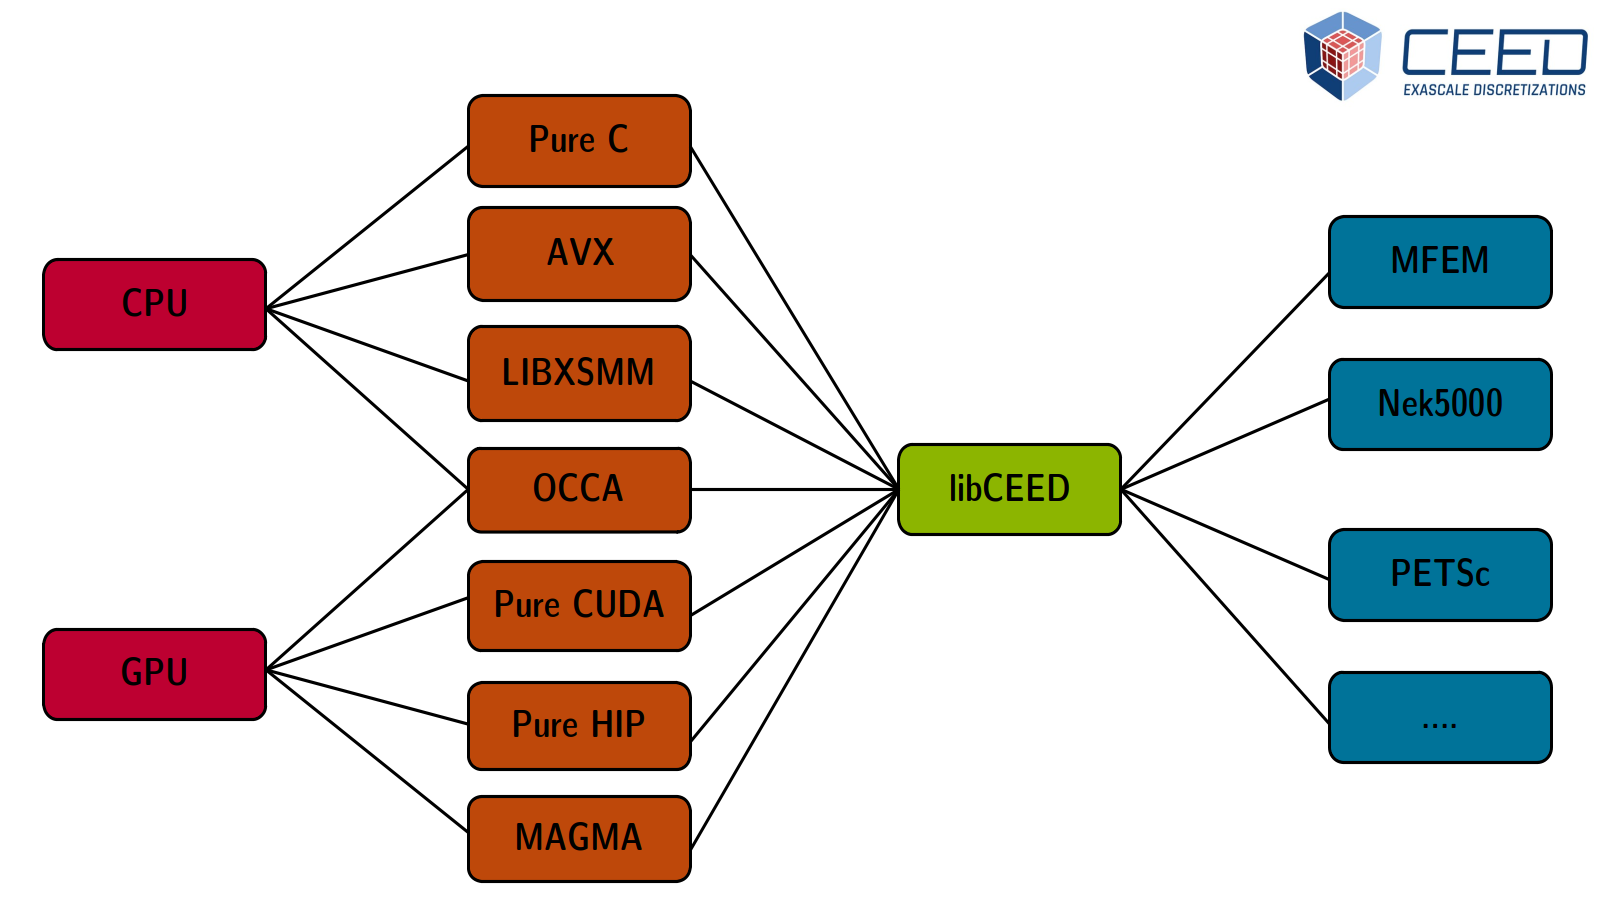 CEED
EXASCALE DISCRETIZATIONS
CPU
GPU
Pure C
AVX
LIBXSMM
OCCA
Pure CUDA
Pure HIP
MAGMA
libCEED
MFEM
Nek5000
PETSc
....